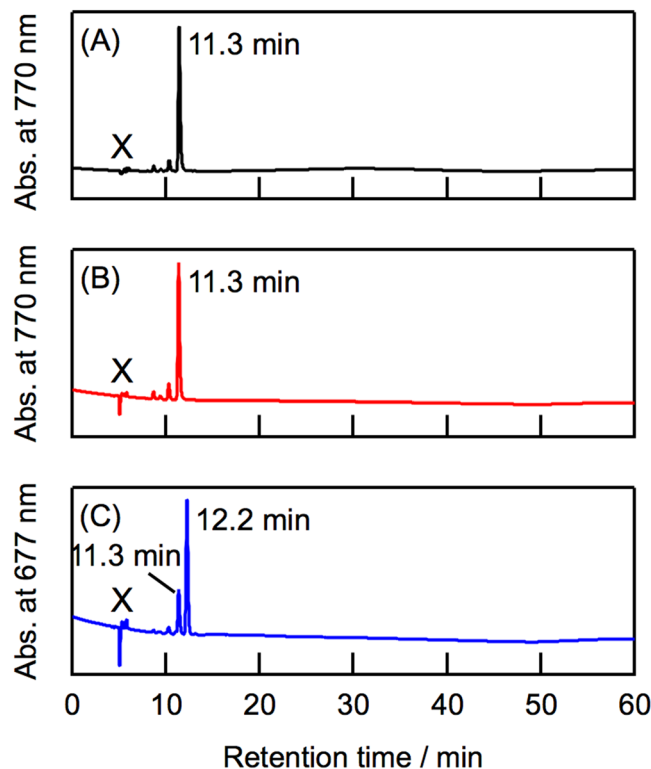 (A)
11.3 min
X
Abs. at 770 nm
(B)
11.3 min
X
Abs. at 770 nm
(C)
12.2 min
11.3 min
X
Abs. at 677 nm
0 10 20 30 40 50 60
Retention time / min